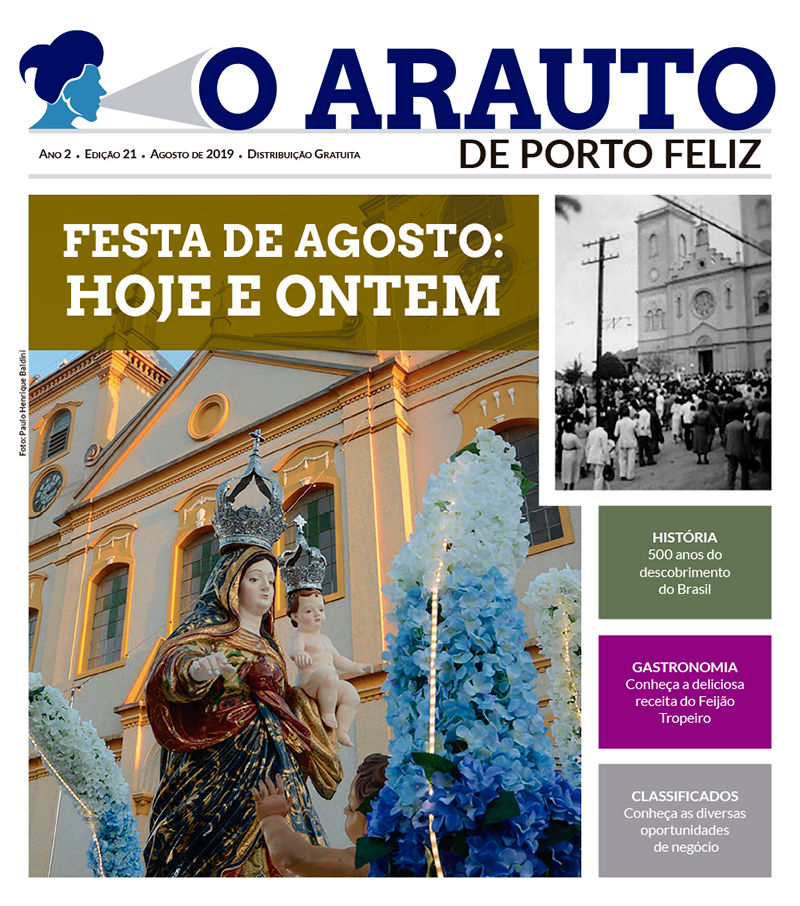 O ARAUTO
DE PORTO FELIZ
Ano 2 • Edição 21 • Agosto de 2019 • Distribuição Gratuita
FESTA DE AGOSTO:
HOJE E ONTEM
Foto: Paulo Henrique Baldini
HISTÓRIA
500 anos do
descobrimento
do Brasil
GASTRONOMIA
Conheça a deliciosa
receita do Feijão
Tropeiro
CLASSIFICADOS
Conheça as diversas
oportunidades
de negócio